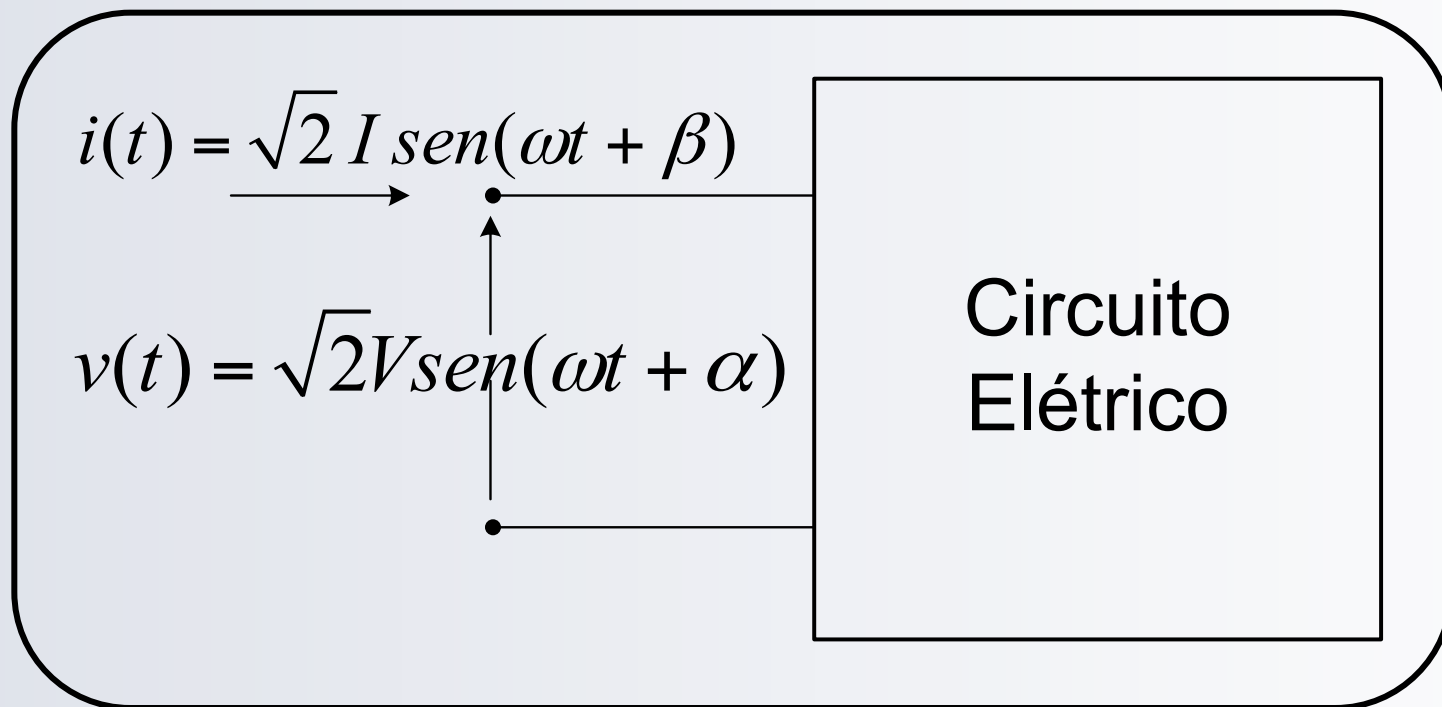 i(t) = √2 I sen(ωt + β)
v(t) = √2Vsen(ωt + α)
Circuito
Elétrico